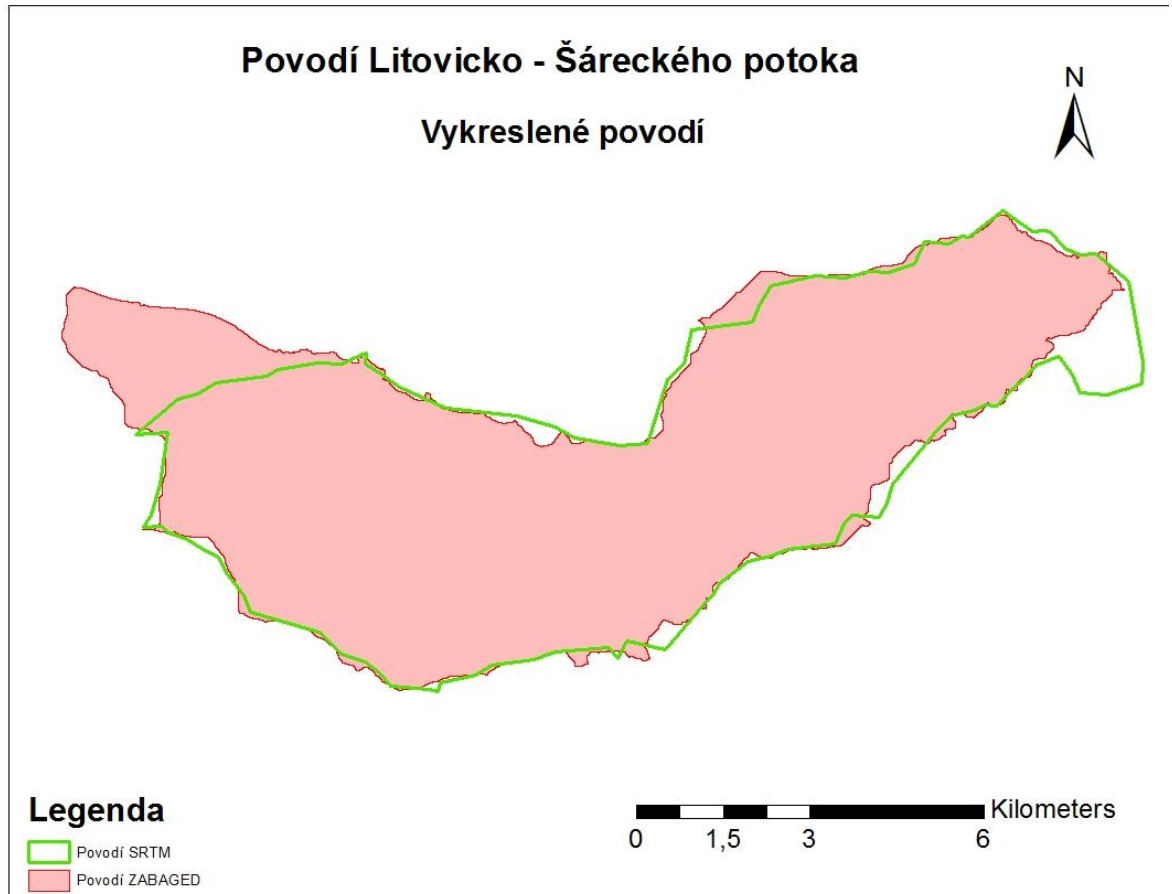 Povodí Litovicko - Šáreckého potoka
Vykreslené povodí
N
Legenda
Povodí SRTM
Povodí ZABAGED
Kilometers
0 1,5 3 6